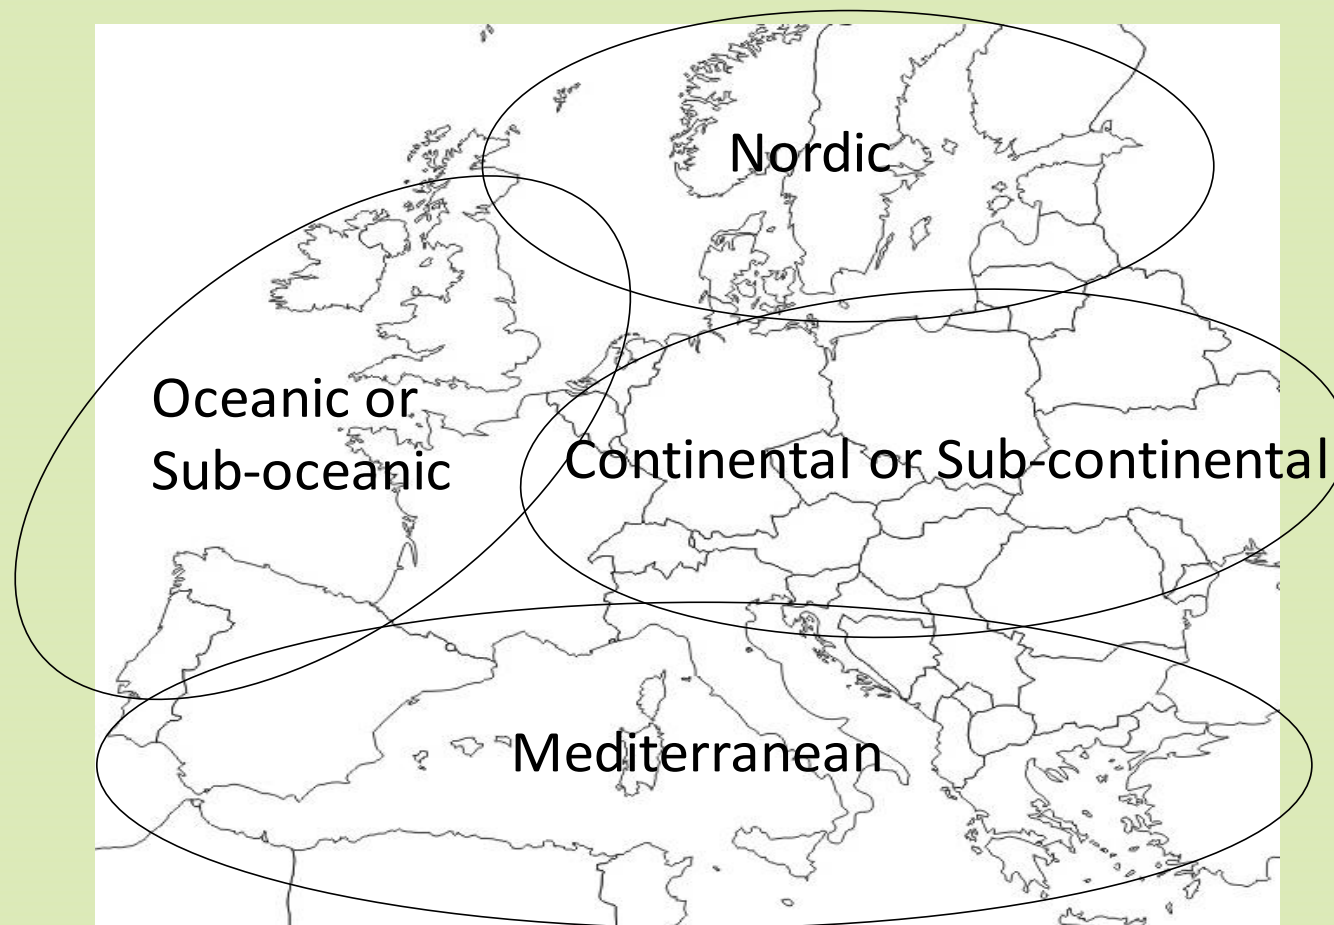 Nordic
Oceanic or
Sub-oceanic
Continental or Sub-continental
Mediterranean